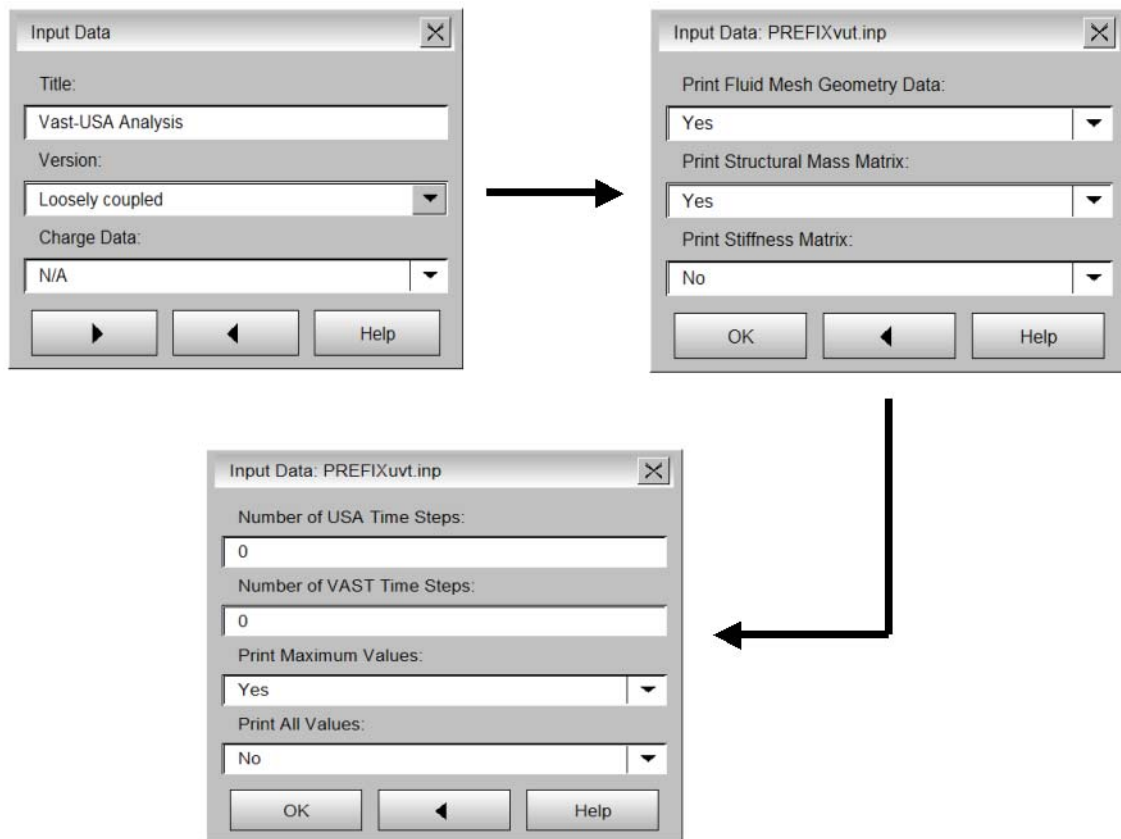 Input Data
Title:
Vast-USA Analysis
Version:
Loosely coupled
Charge Data:
N/A
Help
Input Data: PREFIXvut.inp
Print Fluid Mesh Geometry Data:
Yes
Print Structural Mass Matrix:
Yes
Print Stiffness Matrix:
No
OK Help
Input Data: PREFIXuvt.inp
Number of USA Time Steps:
0
Number of VAST Time Steps:
0
Print Maximum Values:
Yes
Print All Values:
No
OK Help